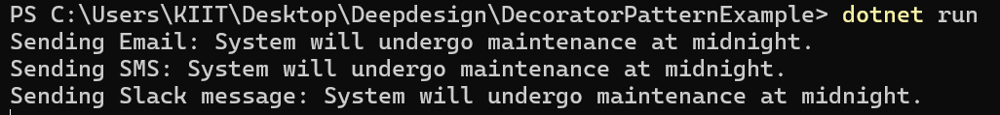 PS C:\Users\KIIT\Desktop\Deepdesign\DecoratorPatternExample> dotnet run
Sending Email: System will undergo maintenance at midnight.
Sending SMS: System will undergo maintenance at midnight.
Sending Slack message: System will undergo maintenance at midnight.